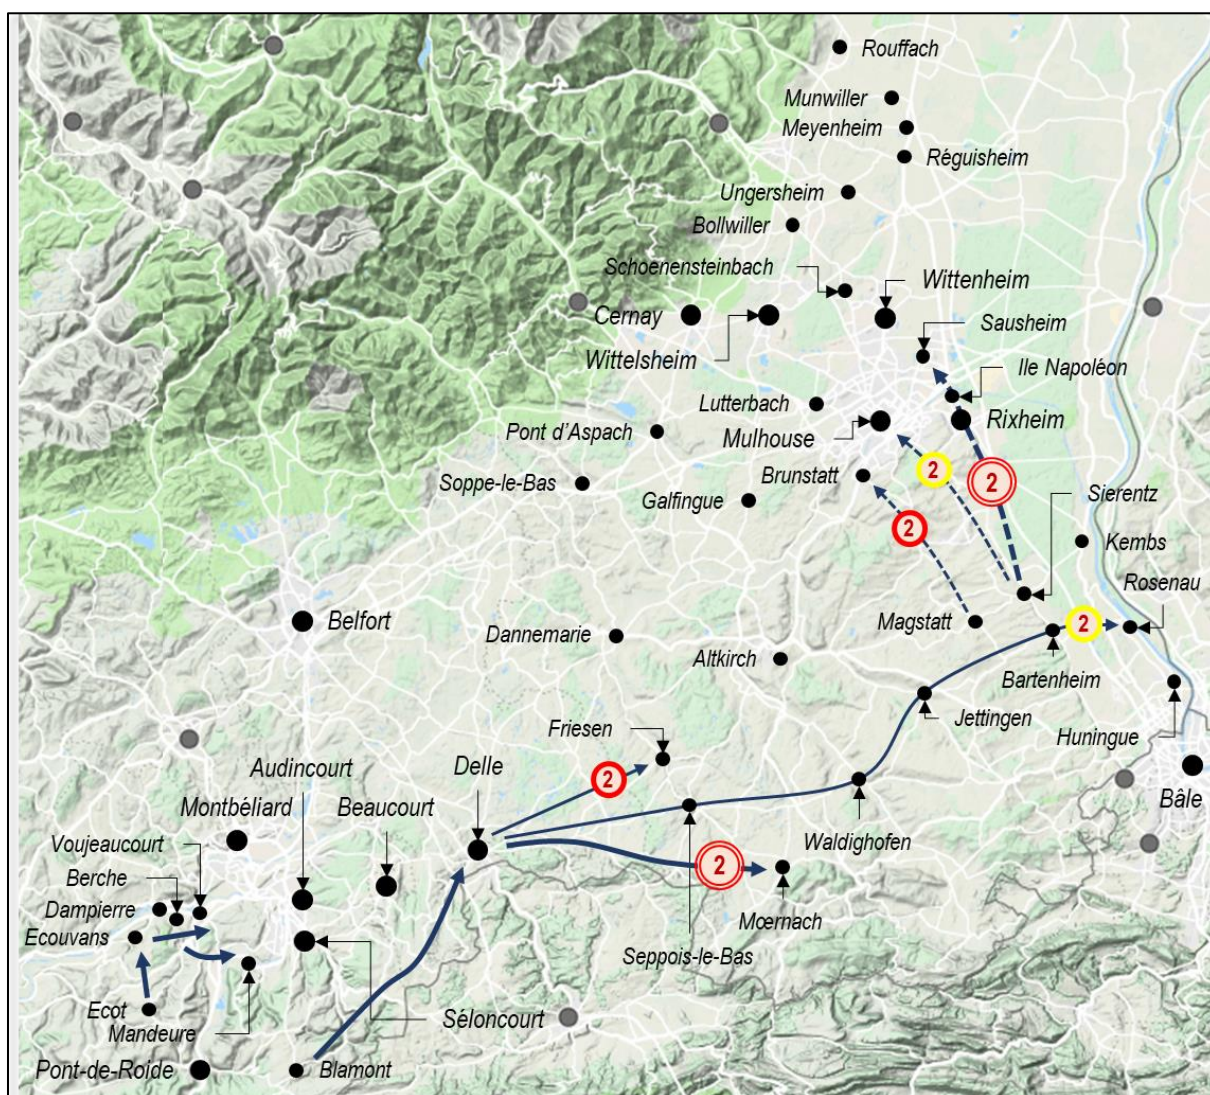 Rouffach
Munwiller
Meyenheim
Réguisheim
Ungersheim
Bollwiller
Schoenensteinbach
Wittenheim
Cernay
Sausheim
Wittelsheim
Ile Napoléon
Lutterbach
Rixheim
Pont d’Aspach
Mulhouse
Brunstatt
2
2
Soppe-le-Bas
Galfingue
Sierentz
2
Kembs
Rosenau
Belfort
Dannemarie
Magstatt
2
Altkirch
Bartenheim
Jettingen
Huningue
Friesen
Audincourt
Delle
2
Bâle
Montbéliard
Beaucourt
Voujeaucourt
Waldighofen
Berche
2
Dampierre
Mœrnach
Ecouvans
Seppois-le-Bas
Ecot
Mandeure
Séloncourt
Pont-de-Roide
Blamont